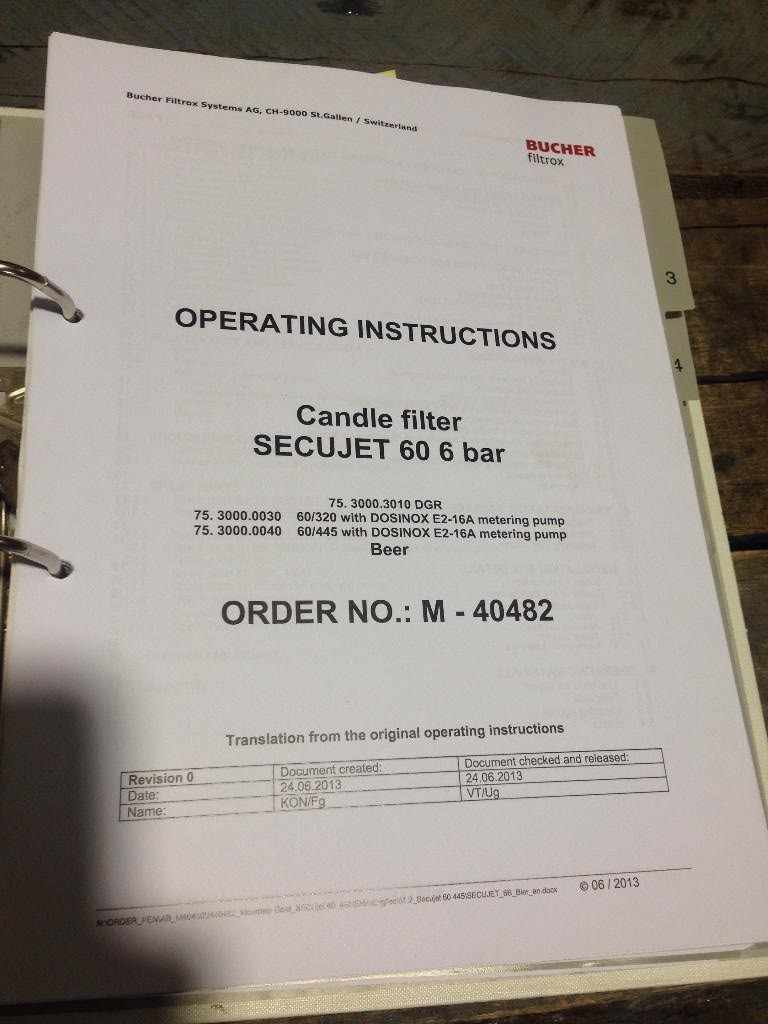 Bucher Filtrox Systems AG, CH-9000 St.Gallen / Switzerland
BUCHER
filtrox
3
OPERATING INSTRUCTIONS
4
Candle filter
SECUJET 60 6 bar
75. 3000.3010 DGR
75. 3000.0030 60/320 with DOSINOX E2-16A metering pump
75. 3000.0040 60/445 with DOSINOX E2-16A metering pump
Beer
ORDER NO.: M - 40482
Translation from the original operating instructions
Revision 0 Document created: Document checked and released:
Date: 24.06.2013 24.06.2013
Name: KON/Fg VT/Ug
© 06 / 2013